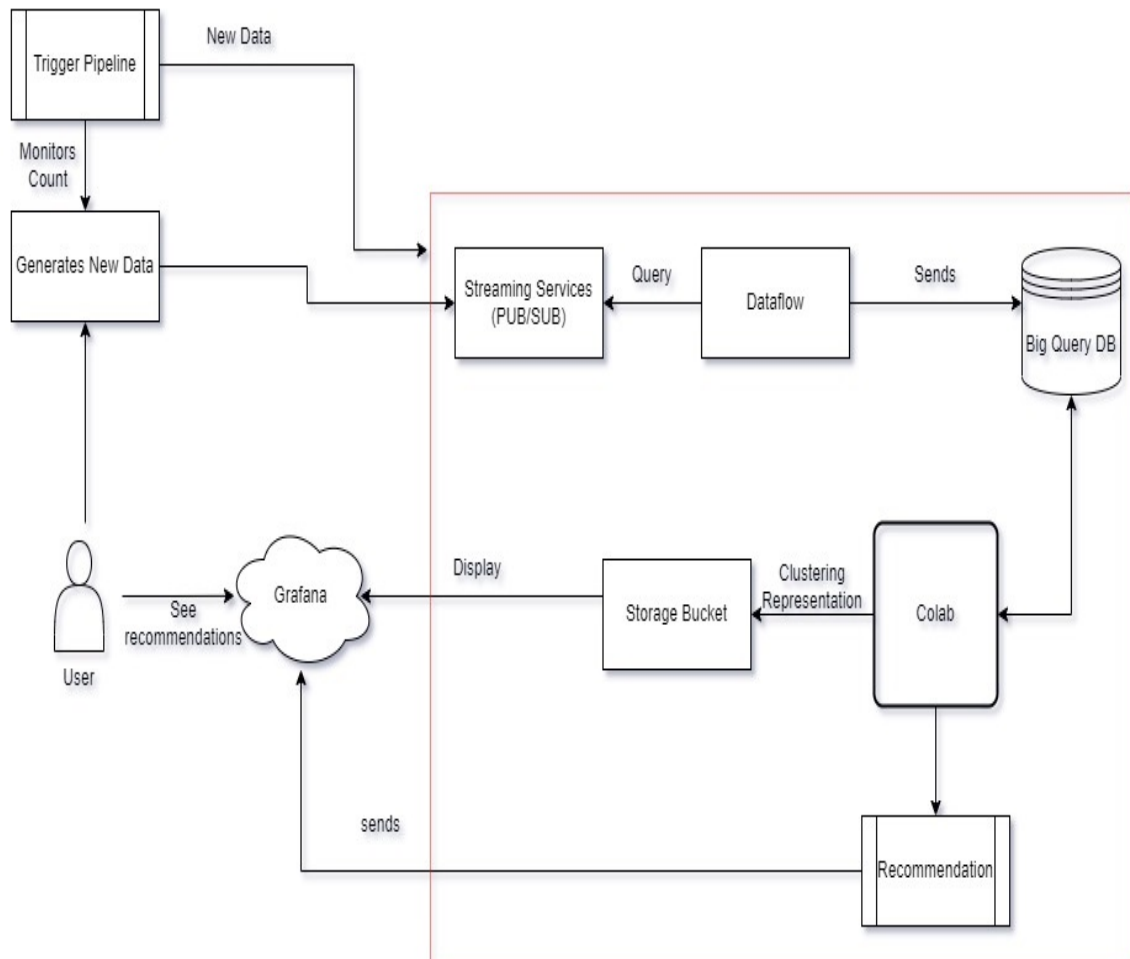 New Data
Trigger Pipeline
Monitors
Count
Generates New Data
Streaming Services
(PUB/SUB)
Query
Dataflow
Sends
Big Query DB
User
See
recommendations
Grafana
Display
Storage Bucket
Clustering
Representation
Colab
sends
Recommendation